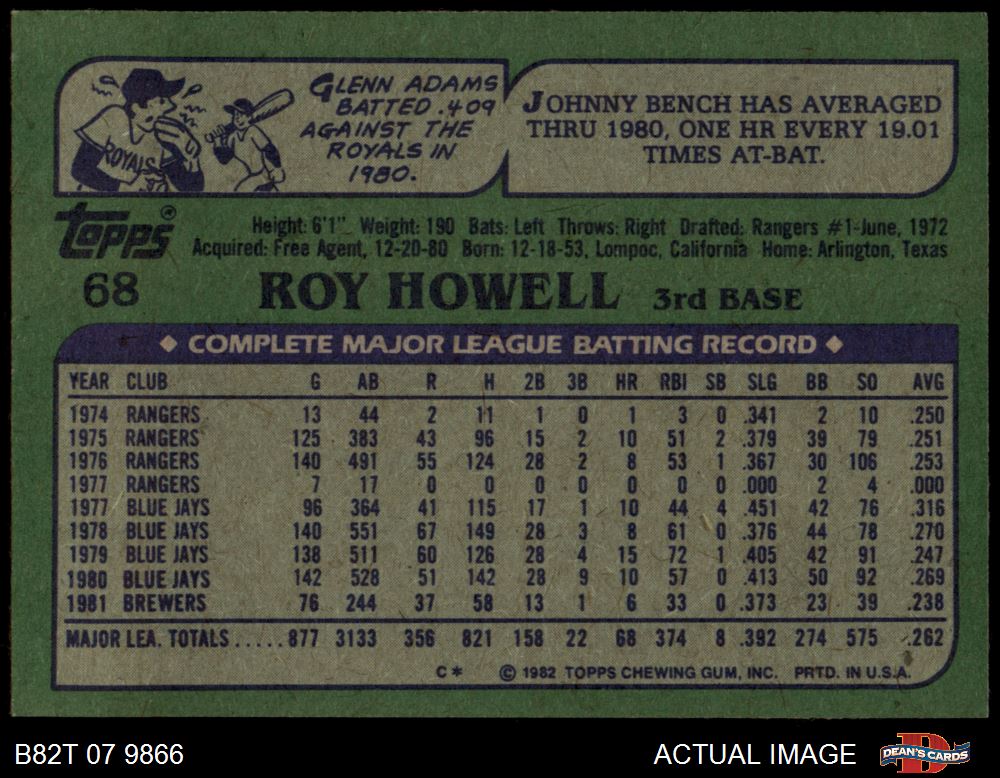 GLENN ADAMS
BATTED .409
AGAINST THE
ROYALS IN
1980.
ROYALS
JOHNNY BENCH HAS AVERAGED
THRU 1980, ONE HR EVERY 19.01
TIMES AT-BAT.
Topps®
Height: 6'1" Weight: 190 Bats: Left Throws: Right Drafted: Rangers #1-June, 1972
Acquired: Free Agent, 12-20-80 Born: 12-18-53, Lompoc, California Home: Arlington, Texas
68 ROY HOWELL 3rd BASE
◆ COMPLETE MAJOR LEAGUE BATTING RECORD ◆
YEAR CLUB G AB R H 2B 3B HR RBI SB SLG BB SO AVG
1974 RANGERS 13 44 2 11 1 0 1 3 0 .341 2 10 .250
1975 RANGERS 125 383 43 96 15 2 10 51 2 .379 39 79 .251
1976 RANGERS 140 491 55 124 28 2 8 53 1 .367 30 106 .253
1977 RANGERS 7 17 0 0 0 0 0 0 0 .000 2 4 .000
1977 BLUE JAYS 96 364 41 115 17 1 10 44 4 .451 42 76 .316
1978 BLUE JAYS 140 551 67 149 28 3 8 61 0 .376 44 78 .270
1979 BLUE JAYS 138 511 60 126 28 4 15 72 1 .405 42 91 .247
1980 BLUE JAYS 142 528 51 142 28 9 10 57 0 .413 50 92 .269
1981 BREWERS 76 244 37 58 13 1 6 33 0 .373 23 39 .238
MAJOR LEA. TOTALS.....877 3133 356 821 158 22 68 374 8 .392 274 575 .262
C* © 1982 TOPPS CHEWING GUM, INC. PRTD. IN U.S.A.
B82T 07 9866 ACTUAL IMAGE DEAN'S CARDS